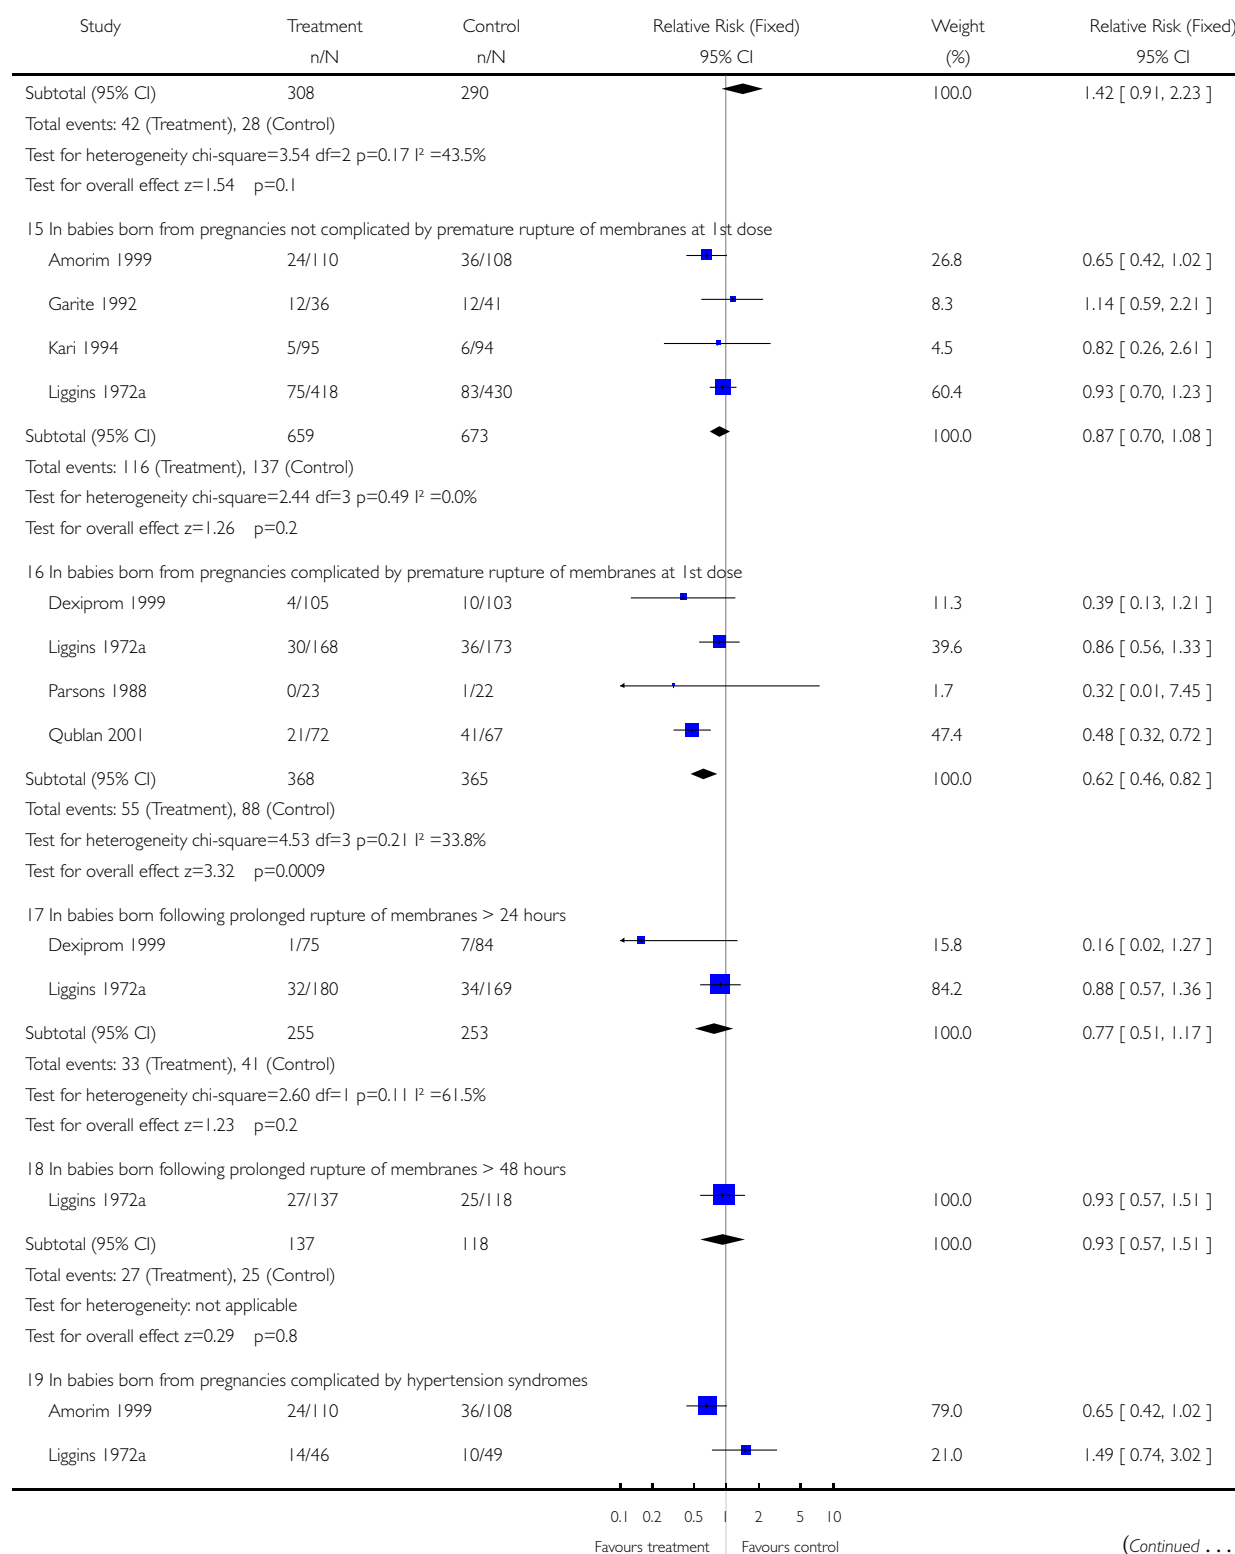 Study Treatment Control Relative Risk (Fixed) Weight Relative Risk (Fixed)
n/N n/N 95% CI (%) 95% CI
Subtotal (95% CI) 308 290 100.0 1.42 [ 0.91, 2.23 ]
Total events: 42 (Treatment), 28 (Control)
Test for heterogeneity chi-square=3.54 df=2 p=0.17 I² =43.5%
Test for overall effect z=1.54 p=0.1
15 In babies born from pregnancies not complicated by premature rupture of membranes at 1st dose
Amorim 1999 24/110 36/108 26.8 0.65 [ 0.42, 1.02 ]
Garite 1992 12/36 12/41 8.3 1.14 [ 0.59, 2.21 ]
Kari 1994 5/95 6/94 4.5 0.82 [ 0.26, 2.61 ]
Liggins 1972a 75/418 83/430 60.4 0.93 [ 0.70, 1.23 ]
Subtotal (95% CI) 659 673 100.0 0.87 [ 0.70, 1.08 ]
Total events: 116 (Treatment), 137 (Control)
Test for heterogeneity chi-square=2.44 df=3 p=0.49 I² =0.0%
Test for overall effect z=1.26 p=0.2
16 In babies born from pregnancies complicated by premature rupture of membranes at 1st dose
Dexiprom 1999 4/105 10/103 11.3 0.39 [ 0.13, 1.21 ]
Liggins 1972a 30/168 36/173 39.6 0.86 [ 0.56, 1.33 ]
Parsons 1988 0/23 1/22 1.7 0.32 [ 0.01, 7.45 ]
Qublan 2001 21/72 41/67 47.4 0.48 [ 0.32, 0.72 ]
Subtotal (95% CI) 368 365 100.0 0.62 [ 0.46, 0.82 ]
Total events: 55 (Treatment), 88 (Control)
Test for heterogeneity chi-square=4.53 df=3 p=0.21 I² =33.8%
Test for overall effect z=3.32 p=0.0009
17 In babies born following prolonged rupture of membranes > 24 hours
Dexiprom 1999 1/75 7/84 15.8 0.16 [ 0.02, 1.27 ]
Liggins 1972a 32/180 34/169 84.2 0.88 [ 0.57, 1.36 ]
Subtotal (95% CI) 255 253 100.0 0.77 [ 0.51, 1.17 ]
Total events: 33 (Treatment), 41 (Control)
Test for heterogeneity chi-square=2.60 df=1 p=0.11 I² =61.5%
Test for overall effect z=1.23 p=0.2
18 In babies born following prolonged rupture of membranes > 48 hours
Liggins 1972a 27/137 25/118 100.0 0.93 [ 0.57, 1.51 ]
Subtotal (95% CI) 137 118 100.0 0.93 [ 0.57, 1.51 ]
Total events: 27 (Treatment), 25 (Control)
Test for heterogeneity: not applicable
Test for overall effect z=0.29 p=0.8
19 In babies born from pregnancies complicated by hypertension syndromes
Amorim 1999 24/110 36/108 79.0 0.65 [ 0.42, 1.02 ]
Liggins 1972a 14/46 10/49 21.0 1.49 [ 0.74, 3.02 ]
0.1 0.2 0.5 1 2 5 10
Favours treatment Favours control (Continued . . .